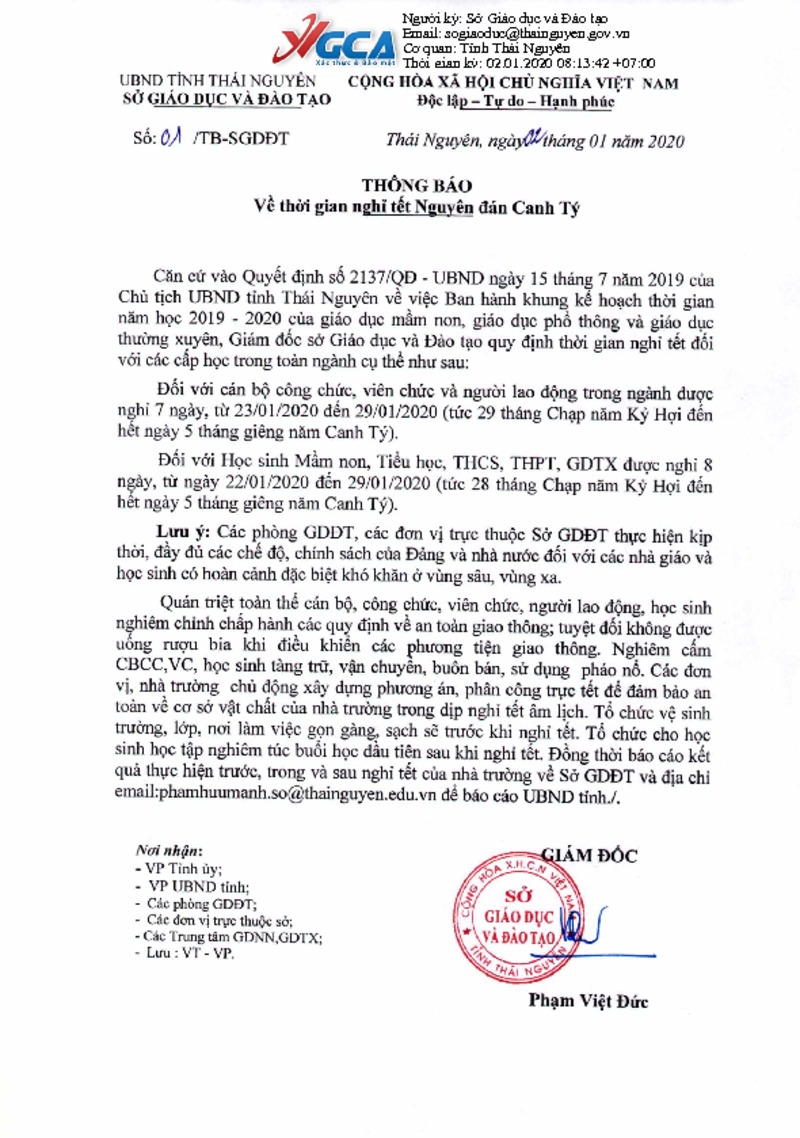 Người ký: Sở Giáo dục và Đào tạo
Email: sogiaoduc@thainguyen.gov.vn
Cơ quan: Tỉnh Thái Nguyên
Thời gian ký: 02.01.2020 08:13:42 +07:00
VGCA
Xác thực & Bảo mật
UBND TỈNH THÁI NGUYÊN
SỞ GIÁO DỤC VÀ ĐÀO TẠO
CỘNG HÒA XÃ HỘI CHỦ NGHĨA VIỆT NAM
Độc lập – Tự do – Hạnh phúc
Số: 01 /TB-SGDĐT
Thái Nguyên, ngày 02 tháng 01 năm 2020
THÔNG BÁO
Về thời gian nghỉ tết Nguyên đán Canh Tý
Căn cứ vào Quyết định số 2137/QĐ - UBND ngày 15 tháng 7 năm 2019 của
Chủ tịch UBND tỉnh Thái Nguyên về việc Ban hành khung kế hoạch thời gian
năm học 2019 - 2020 của giáo dục mầm non, giáo dục phổ thông và giáo dục
thường xuyên, Giám đốc sở Giáo dục và Đào tạo quy định thời gian nghỉ tết đối
với các cấp học trong toàn ngành cụ thể như sau:
Đối với cán bộ công chức, viên chức và người lao động trong ngành được
nghỉ 7 ngày, từ 23/01/2020 đến 29/01/2020 (tức 29 tháng Chạp năm Kỷ Hợi đến
hết ngày 5 tháng giêng năm Canh Tý).
Đối với Học sinh Mầm non, Tiểu học, THCS, THPT, GDTX được nghỉ 8
ngày, từ ngày 22/01/2020 đến 29/01/2020 (tức 28 tháng Chạp năm Kỷ Hợi đến
hết ngày 5 tháng giêng năm Canh Tý).
Lưu ý: Các phòng GDĐT, các đơn vị trực thuộc Sở GDĐT thực hiện kịp
thời, đầy đủ các chế độ, chính sách của Đảng và nhà nước đối với các nhà giáo và
học sinh có hoàn cảnh đặc biệt khó khăn ở vùng sâu, vùng xa.
Quán triệt toàn thể cán bộ, công chức, viên chức, người lao động, học sinh
nghiêm chỉnh chấp hành các quy định về an toàn giao thông; tuyệt đối không được
uống rượu bia khi điều khiển các phương tiện giao thông. Nghiêm cấm
CBCC,VC, học sinh tàng trữ, vận chuyển, buôn bán, sử dụng pháo nổ. Các đơn
vị, nhà trường chủ động xây dựng phương án, phân công trực tết để đảm bảo an
toàn về cơ sở vật chất của nhà trường trong dịp nghỉ tết âm lịch. Tổ chức vệ sinh
trường, lớp, nơi làm việc gọn gàng, sạch sẽ trước khi nghỉ tết. Tổ chức cho học
sinh học tập nghiêm túc buổi học đầu tiên sau khi nghỉ tết. Đồng thời báo cáo kết
quả thực hiện trước, trong và sau nghỉ tết của nhà trường về Sở GDĐT và địa chỉ
email:phamhuumanh.so@thainguyen.edu.vn để báo cáo UBND tỉnh./.
Nơi nhận:
- VP Tỉnh ủy;
- VP UBND tỉnh;
- Các phòng GDĐT;
- Các đơn vị trực thuộc sở;
- Các Trung tâm GDNN,GDTX;
- Lưu : VT - VP.
GIÁM ĐỐC
CỘNG HÒA X.H.C.N VIỆT NAM
SỞ
GIÁO DỤC
VÀ ĐÀO TẠO
TỈNH THÁI NGUYÊN
Phạm Việt Đức